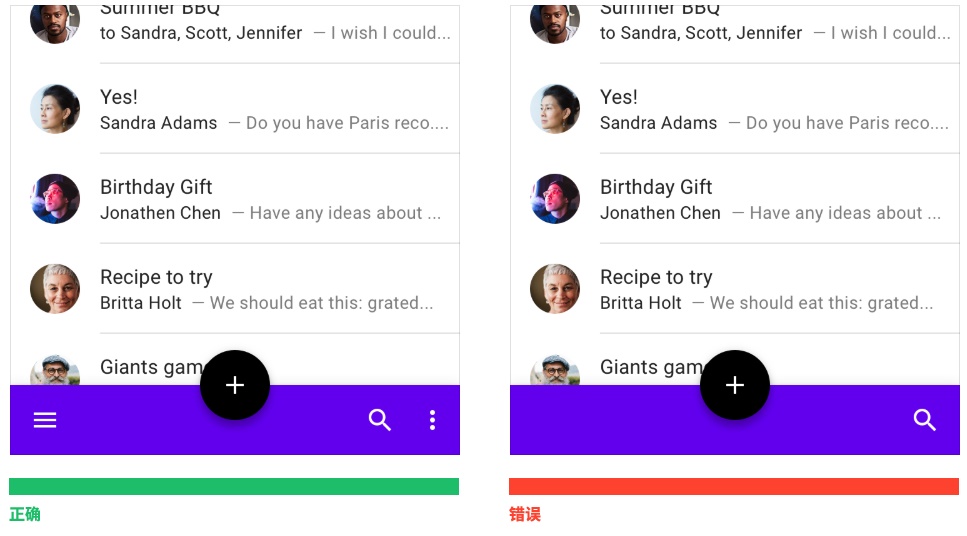 Summer BBQ
to Sandra, Scott, Jennifer — I wish I could...
Yes!
Sandra Adams — Do you have Paris reco....
Birthday Gift
Jonathen Chen — Have any ideas about ...
Recipe to try
Britta Holt — We should eat this: grated...
Giants gam
正确
Summer BBQ
to Sandra, Scott, Jennifer — I wish I could...
Yes!
Sandra Adams — Do you have Paris reco....
Birthday Gift
Jonathen Chen — Have any ideas about ...
Recipe to try
Britta Holt — We should eat this: grated...
Giants gam
错误